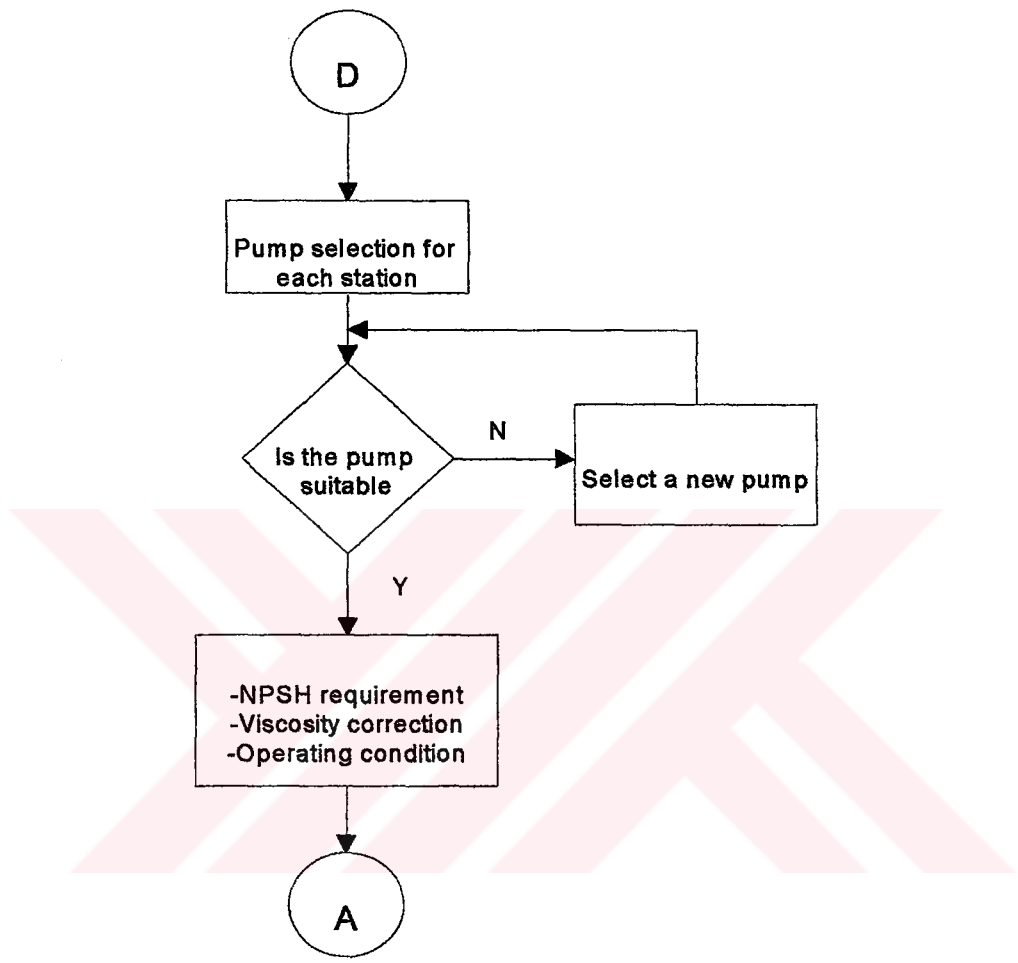 D
Pump selection for
each station
Is the pump
suitable
N
Select a new pump
Y
-NPSH requirement
-Viscosity correction
-Operating condition
A